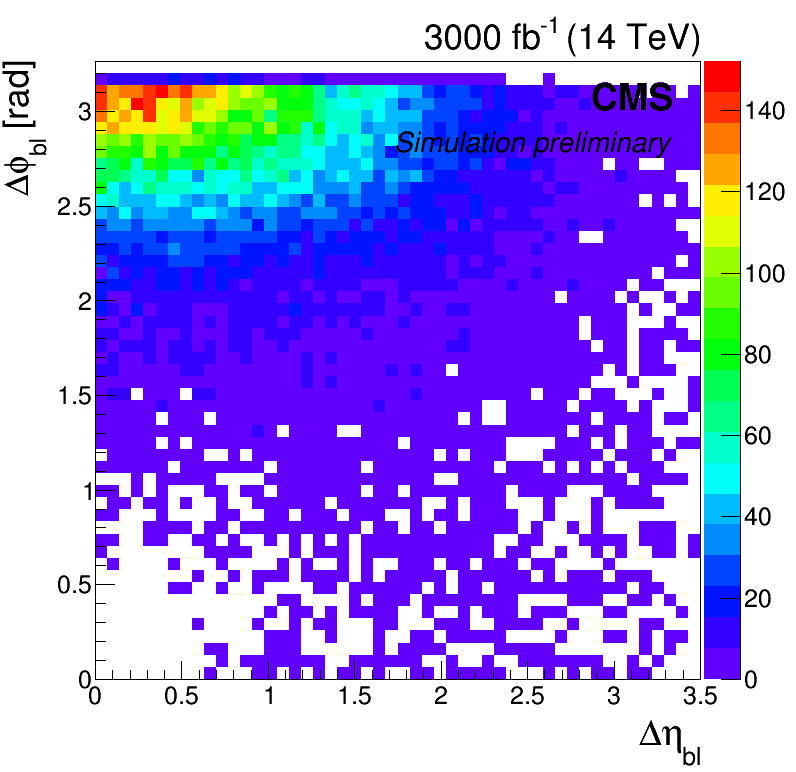 3000 fb⁻¹ (14 TeV)
CMS
Simulation preliminary
Δϕ_bl [rad]
3
2.5
2
1.5
1
0.5
0
0 0.5 1 1.5 2 2.5 3 3.5
Δη_bl
140
120
100
80
60
40
20
0